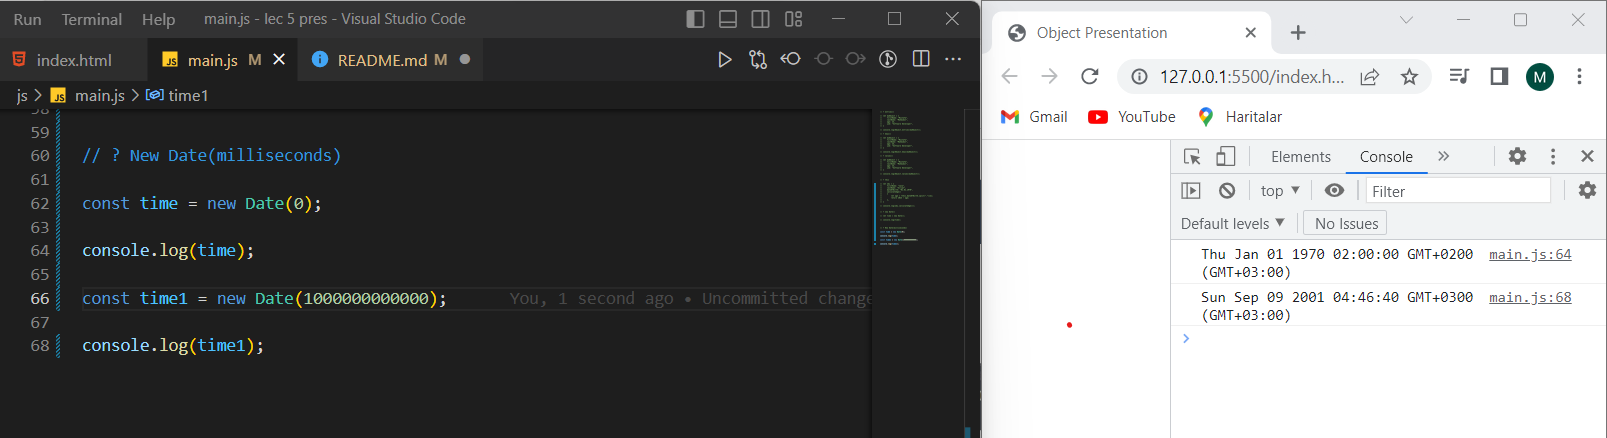 Run Terminal Help main.js - lec 5 pres - Visual Studio Code
index.html main.js M README.md M
js > main.js > time1
58
59
60 // ? New Date(milliseconds)
61
62 const time = new Date(0);
63
64 console.log(time);
65
66 const time1 = new Date(1000000000000); You, 1 second ago • Uncommitted change
67
68 console.log(time1);
Object Presentation
127.0.0.1:5500/index.h... M
Gmail YouTube Haritalar
Elements Console »
top Filter
Default levels No Issues
Thu Jan 01 1970 02:00:00 GMT+0200 main.js:64
(GMT+03:00)
Sun Sep 09 2001 04:46:40 GMT+0300 main.js:68
(GMT+03:00)